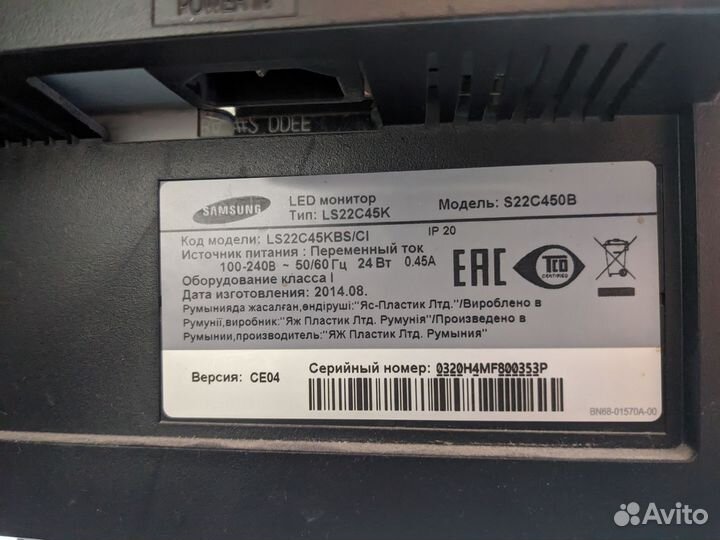 POWER IN
SAMSUNG
LED монитор
Тип: LS22C45K
Модель: S22C450B
Код модели: LS22C45KBS/CI
IP 20
Источник питания : Переменный ток
100-240В ~ 50/60 Гц 24 Вт 0.45A
Оборудование класса I
Дата изготовления: 2014.08.
EAC
TCO
CERTIFIED
Румынияда жасалған,өндіруші:"Яс-Пластик Лтд."/Вироблено в
Румунії,виробник:"ЯЖ Пластик Лтд. Румунія"/Произведено в
Румынии,производитель:"ЯЖ Пластик Лтд. Румыния"
Версия: CE04
Серийный номер: 0320H4MF800353P
BN68-01570A-00
Avito